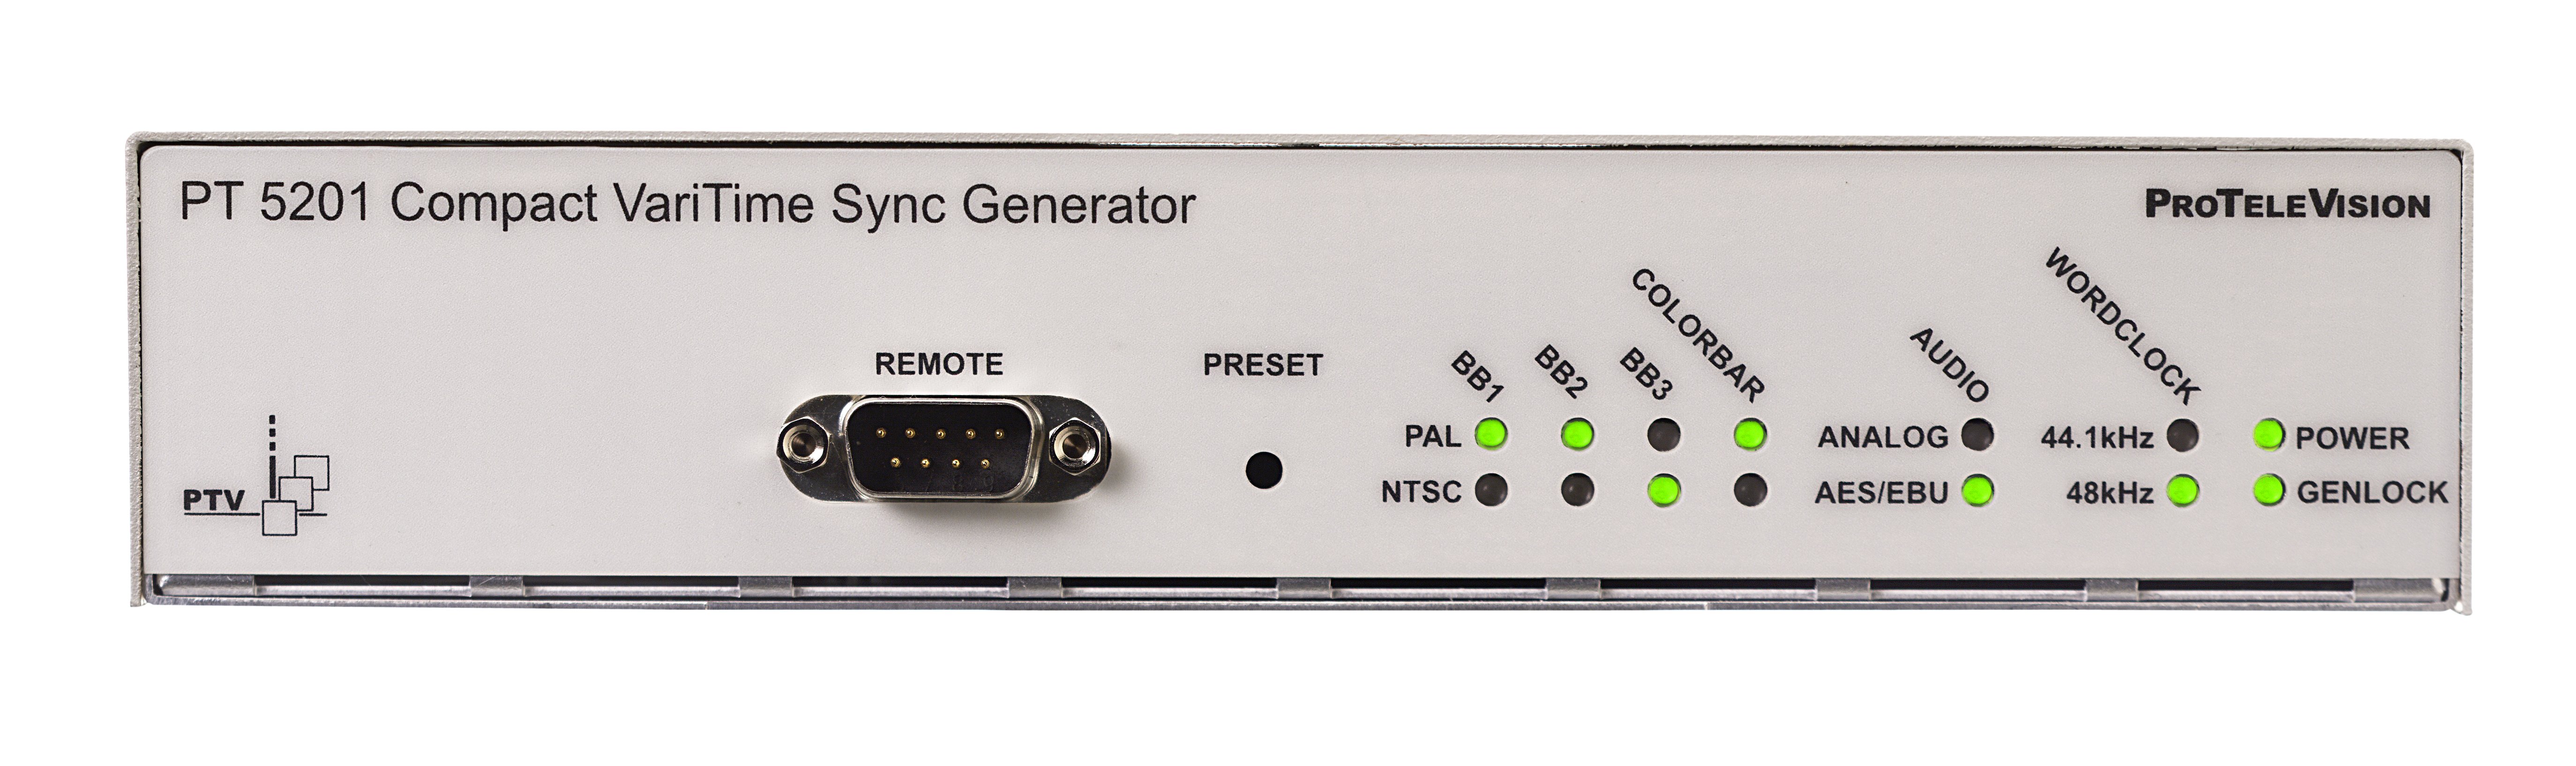 PT 5201 Compact VariTime Sync Generator
PROTELEVISION
REMOTE
PRESET
BB1
BB2
BB3
COLORBAR
AUDIO
WORDCLOCK
PAL
ANALOG
44.1kHz
POWER
NTSC
AES/EBU
48kHz
GENLOCK
PTV